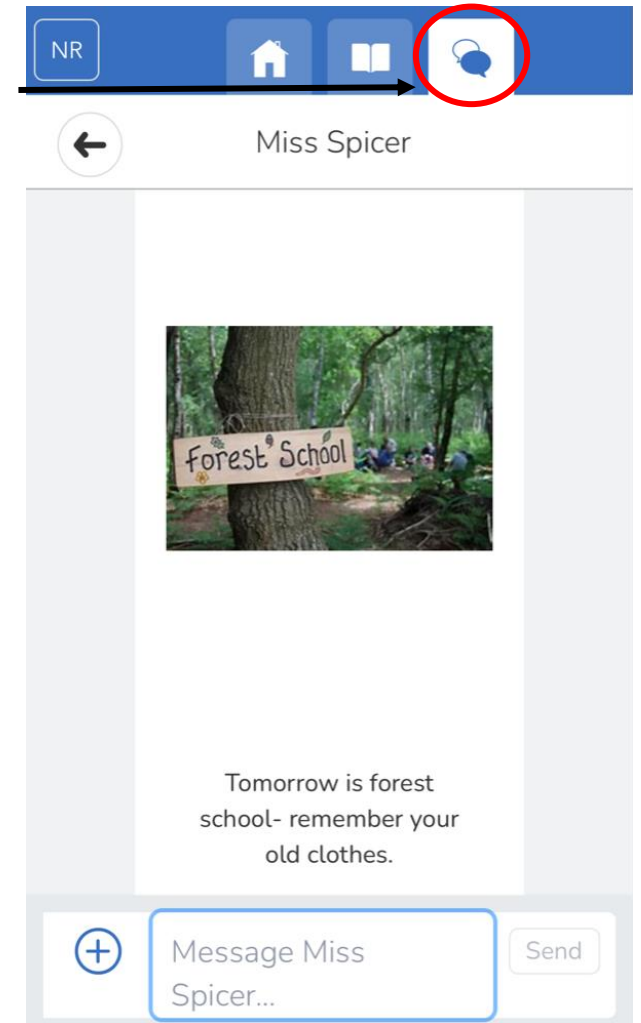 NR
Miss Spicer
Forest School
Tomorrow is forest
school- remember your
old clothes.
Message Miss
Spicer...
Send